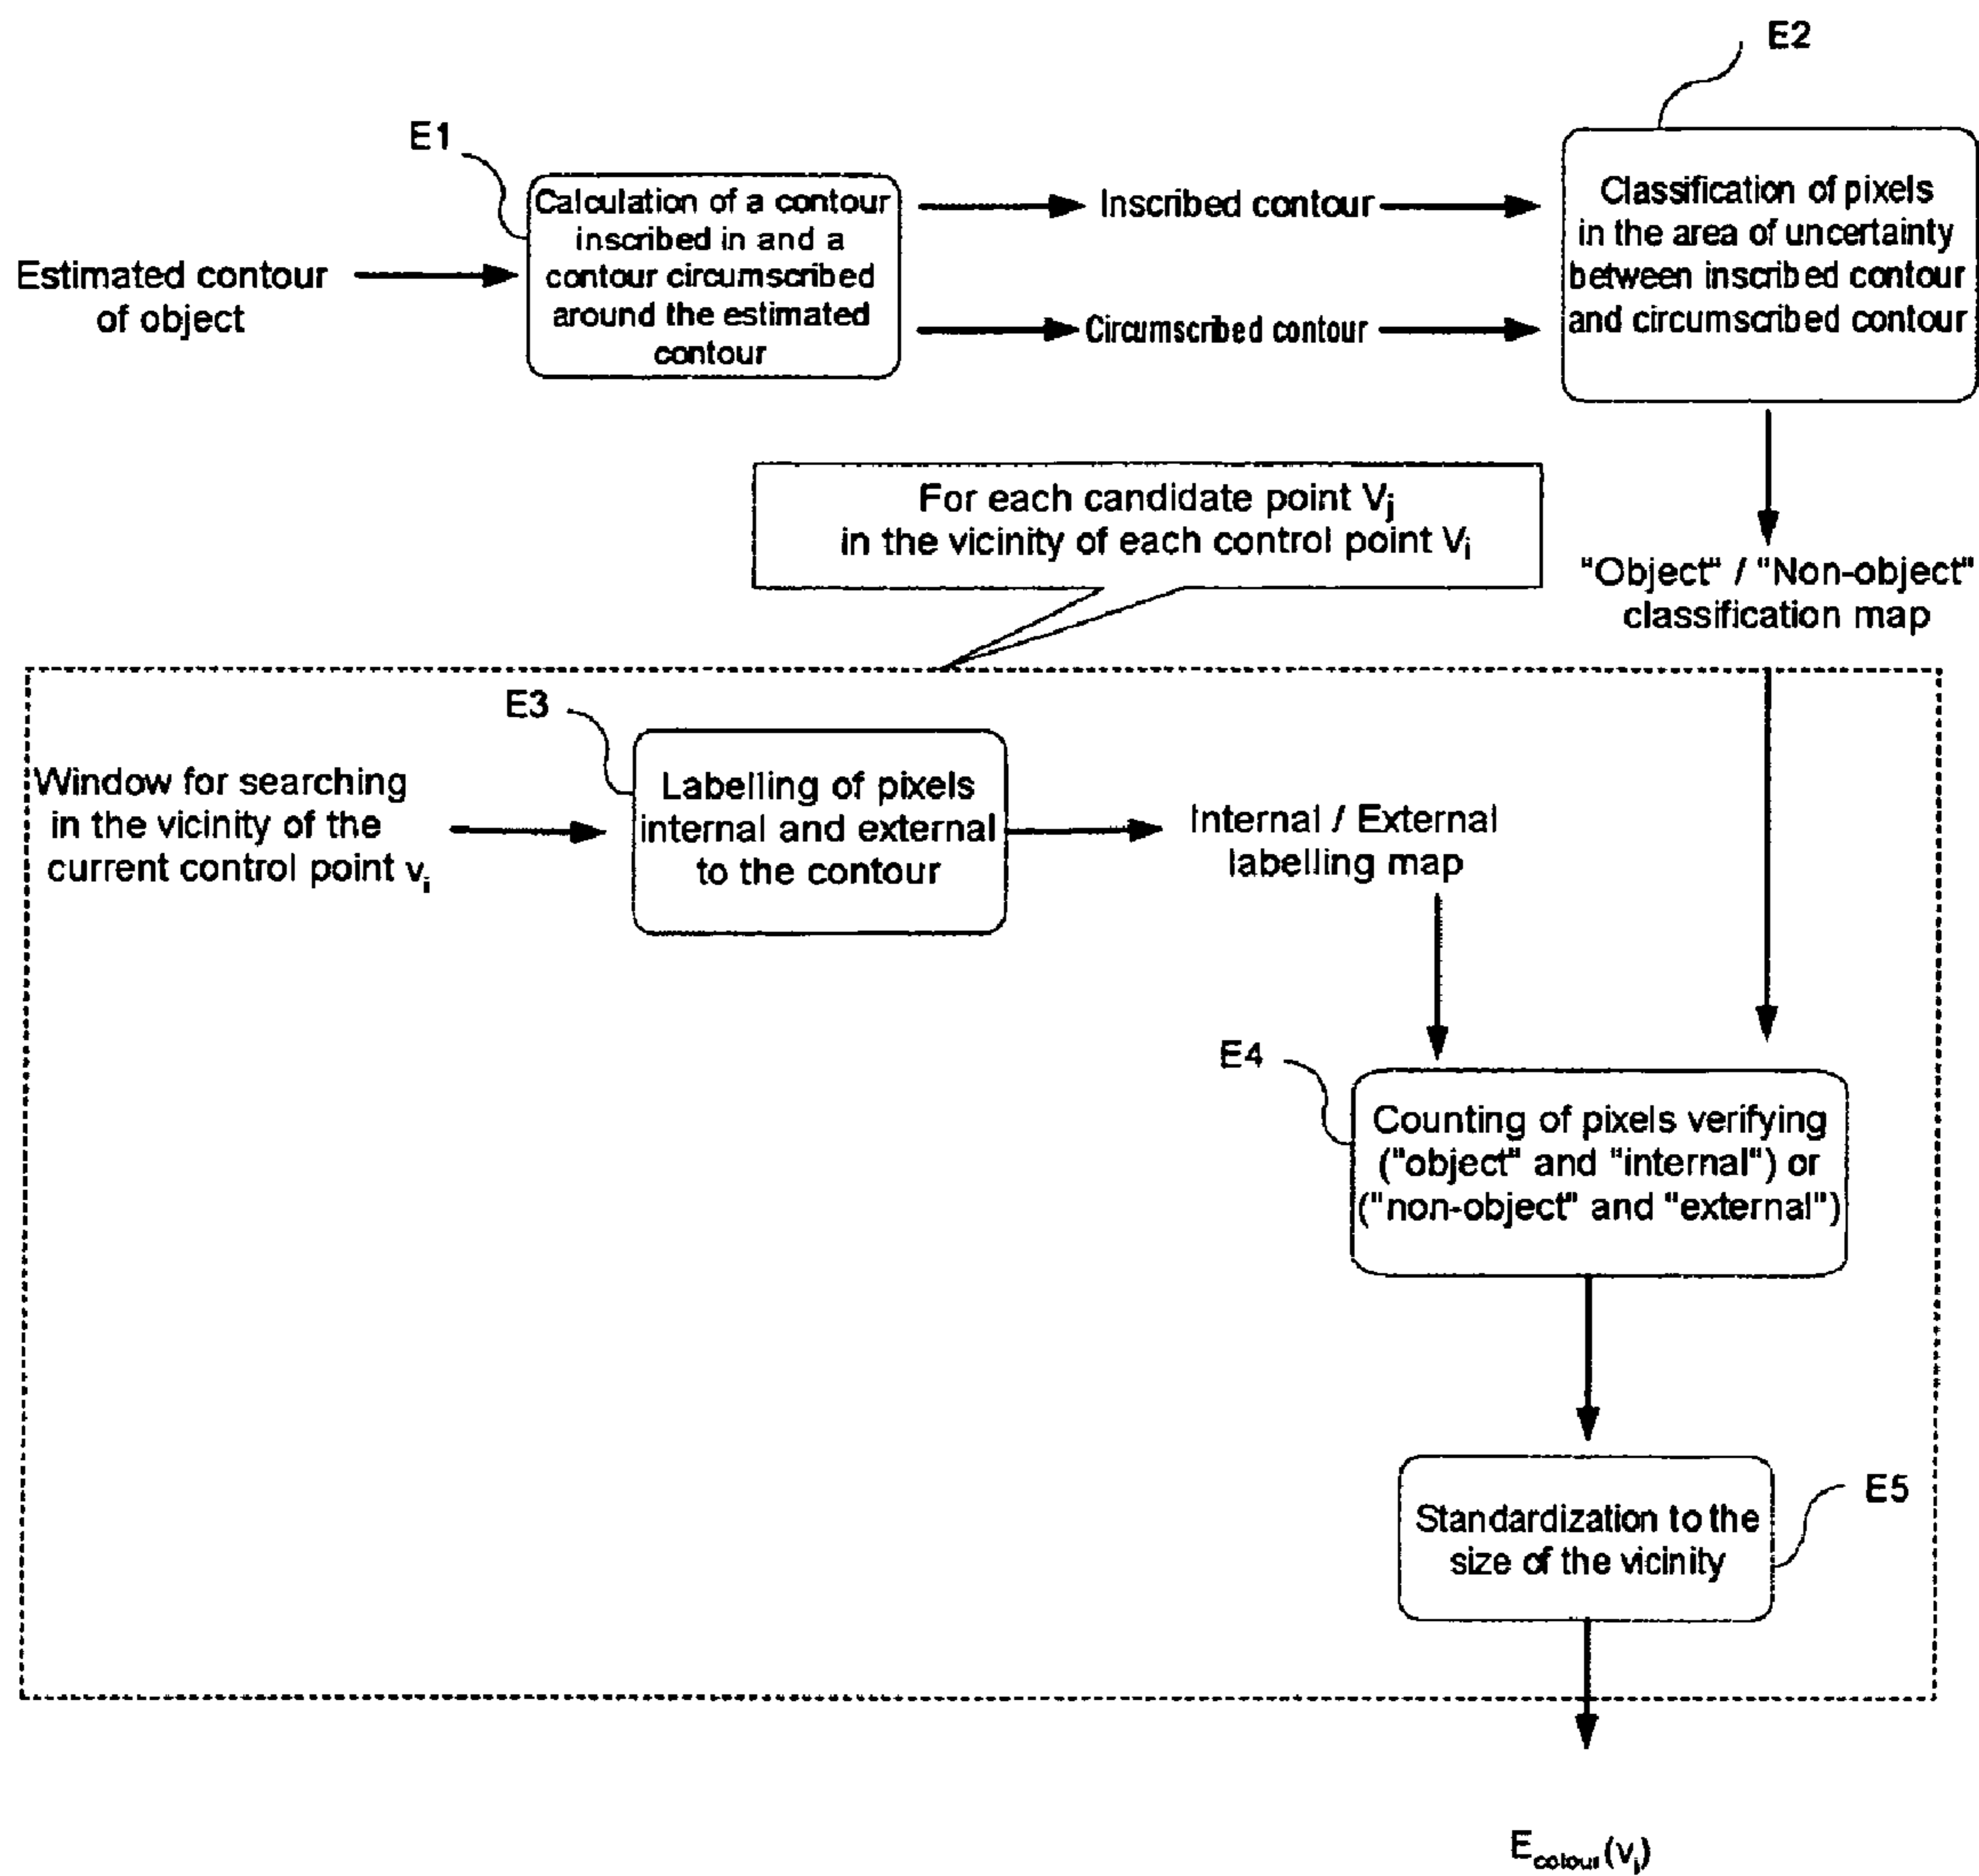 E2
E1
Estimated contour
of object
Calculation of a contour
inscribed in and a
contour circumscribed
around the estimated
contour
Inscribed contour
Circumscribed contour
Classification of pixels
in the area of uncertainty
between inscribed contour
and circumscribed contour
For each candidate point Vj
in the vicinity of each control point Vi
"Object" / "Non-object"
classification map
E3
Window for searching
in the vicinity of the
current control point vi
Labelling of pixels
internal and external
to the contour
Internal / External
labelling map
E4
Counting of pixels verifying
("object" and "internal") or
("non-object" and "external")
E5
Standardization to the
size of the vicinity
Ecolour(vj)